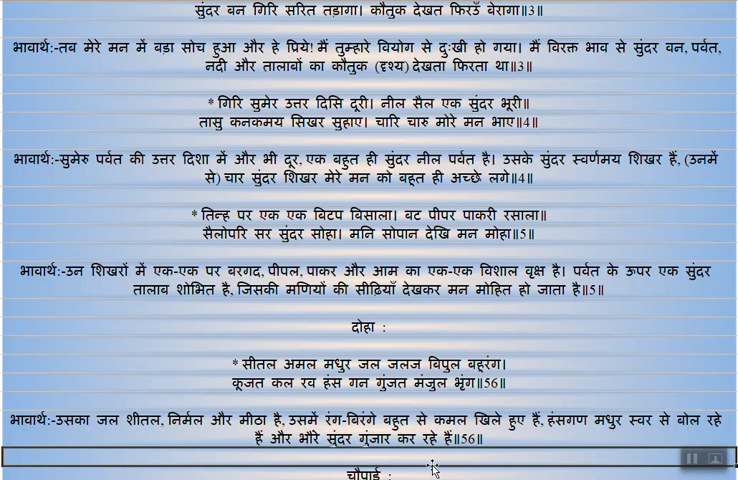 सुंदर बन गिरि सरित तड़ागा। कौतुक देखत फिरउँ बेरागा॥3॥
भावार्थ:-तब मेरे मन में बड़ा सोच हुआ और हे प्रिये! मैं तुम्हारे वियोग से दुःखी हो गया। मैं विरक्त भाव से सुंदर वन, पर्वत,
नदी और तालाबों का कौतुक (दृश्य) देखता फिरता था॥3॥
* गिरि सुमेर उत्तर दिसि दूरी। नील सैल एक सुंदर भूरी॥
तासु कनकमय सिखर सुहाए। चारि चारु मोरे मन भाए॥4॥
भावार्थ:-सुमेरु पर्वत की उत्तर दिशा में और भी दूर, एक बहुत ही सुंदर नील पर्वत है। उसके सुंदर स्वर्णमय शिखर हैं, (उनमें
से) चार सुंदर शिखर मेरे मन को बहुत ही अच्छे लगे॥4॥
* तिन्ह पर एक एक बिटप बिसाला। बट पीपर पाकरी रसाला॥
सैलोपरि सर सुंदर सोहा। मनि सोपान देखि मन मोहा॥5॥
भावार्थ:-उन शिखरों में एक-एक पर बरगद, पीपल, पाकर और आम का एक-एक विशाल वृक्ष है। पर्वत के ऊपर एक सुंदर
तालाब शोभित है, जिसकी मणियों की सीढ़ियाँ देखकर मन मोहित हो जाता है॥5॥
दोहा :
* सीतल अमल मधुर जल जलज बिपुल बहुरंग।
कूजत कल रव हंस गन गुंजत मंजुल भृंग॥56॥
भावार्थ:-उसका जल शीतल, निर्मल और मीठा है, उसमें रंग-बिरंगे बहुत से कमल खिले हुए हैं, हंसगण मधुर स्वर से बोल रहे
हैं और भौंरे सुंदर गुंजार कर रहे हैं॥56॥
चौपाई :